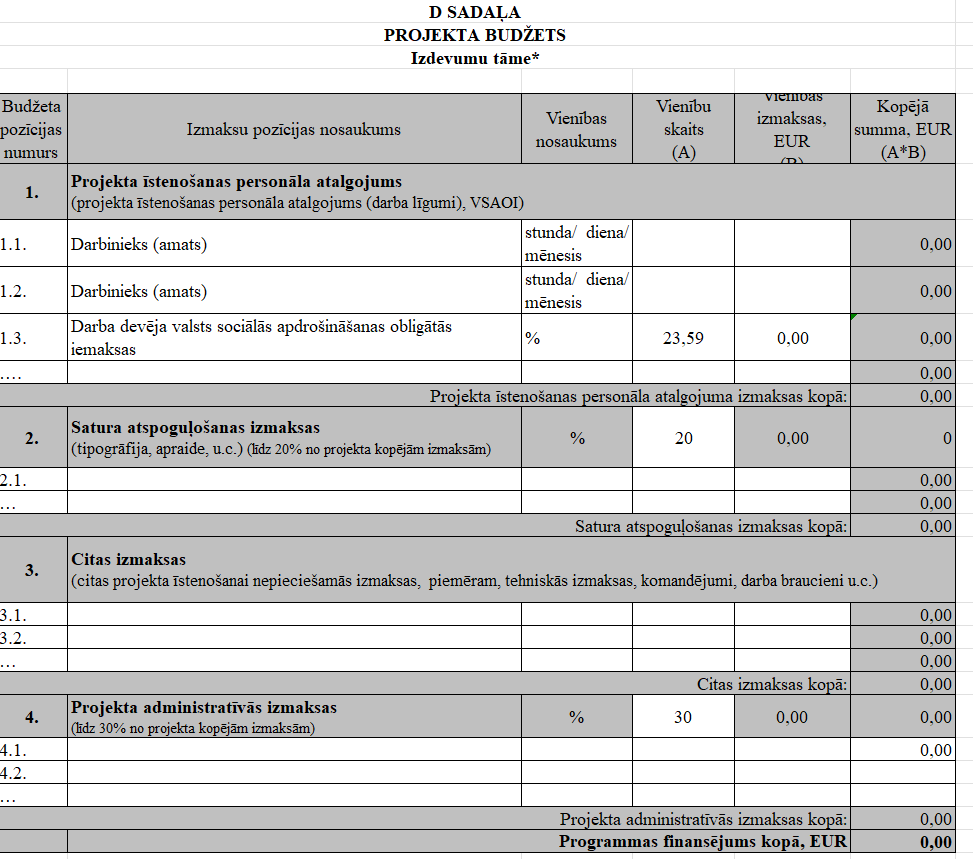 D SADAĻA
PROJEKTA BUDŽETS
Izdevumu tāme*
Budžeta pozīcijas numurs Izmaksu pozīcijas nosaukums Vienības nosaukums Vienību skaits (A) Vienības izmaksas, EUR (B) Kopējā summa, EUR (A*B)
1. Projekta īstenošanas personāla atalgojums
(projekta īstenošanas personāla atalgojums (darba līgumi), VSAOI)
1.1. Darbinieks (amats) stunda/ diena/ mēnesis 0,00
1.2. Darbinieks (amats) stunda/ diena/ mēnesis 0,00
1.3. Darba devēja valsts sociālās apdrošināšanas obligātās iemaksas % 23,59 0,00 0,00
.... 0,00
Projekta īstenošanas personāla atalgojuma izmaksas kopā: 0,00
2. Satura atspoguļošanas izmaksas
(tipogrāfija, apraide, u.c.) (līdz 20% no projekta kopējām izmaksām) % 20 0,00 0
2.1. 0,00
... 0,00
Satura atspoguļošanas izmaksas kopā: 0,00
3. Citas izmaksas
(citas projekta īstenošanai nepieciešamās izmaksas, piemēram, tehniskās izmaksas, komandējumi, darba braucieni u.c.)
3.1. 0,00
3.2. 0,00
... 0,00
Citas izmaksas kopā: 0,00
4. Projekta administratīvās izmaksas
(līdz 30% no projekta kopējām izmaksām) % 30 0,00 0,00
4.1. 0,00
4.2.
...
Projekta administratīvās izmaksas kopā: 0,00
Programmas finansējums kopā, EUR 0,00